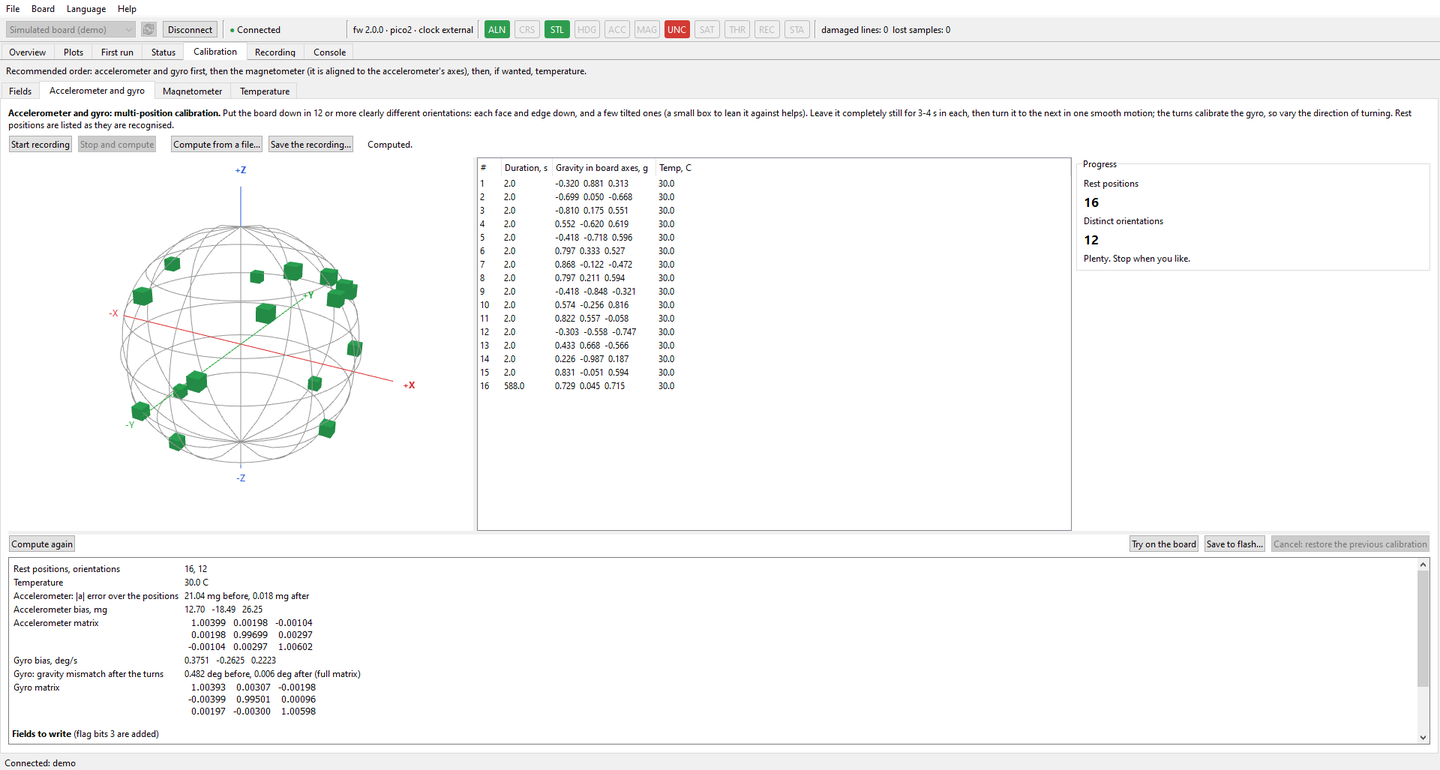 File Board Language Help
Simulated board (demo) Disconnect Connected fw 2.0.0 · pico2 · clock external ALN CRS STL HDG ACC MAG UNC SAT THR REC STA damaged lines: 0 lost samples: 0
Overview Plots First run Status Calibration Recording Console
Recommended order: accelerometer and gyro first, then the magnetometer (it is aligned to the accelerometer's axes), then, if wanted, temperature.
Fields Accelerometer and gyro Magnetometer Temperature
Accelerometer and gyro: multi-position calibration. Put the board down in 12 or more clearly different orientations: each face and edge down, and a few tilted ones (a small box to lean it against helps). Leave it completely still for 3-4 s in each, then turn it to the next in one smooth motion; the turns calibrate the gyro, so vary the direction of turning. Rest
positions are listed as they are recognised.
Start recording Stop and compute Compute from a file... Save the recording... Computed.
+Z
+Y
-X
+X
-Y
-Z
# Duration, s Gravity in board axes, g Temp, C
1 2.0 -0.320 0.881 0.313 30.0
2 2.0 -0.699 0.050 -0.668 30.0
3 2.0 -0.810 0.175 0.551 30.0
4 2.0 0.552 -0.620 0.619 30.0
5 2.0 -0.418 -0.718 0.596 30.0
6 2.0 0.797 0.333 0.527 30.0
7 2.0 0.868 -0.122 -0.472 30.0
8 2.0 0.797 0.211 0.594 30.0
9 2.0 -0.418 -0.848 -0.321 30.0
10 2.0 0.574 -0.256 0.816 30.0
11 2.0 0.822 0.557 -0.058 30.0
12 2.0 -0.303 -0.558 -0.747 30.0
13 2.0 0.433 0.668 -0.566 30.0
14 2.0 0.226 -0.987 0.187 30.0
15 2.0 0.831 -0.051 0.594 30.0
16 588.0 0.729 0.045 0.715 30.0
Progress
Rest positions
16
Distinct orientations
12
Plenty. Stop when you like.
Compute again Try on the board Save to flash... Cancel: restore the previous calibration
Rest positions, orientations 16, 12
Temperature 30.0 C
Accelerometer: |a| error over the positions 21.04 mg before, 0.018 mg after
Accelerometer bias, mg 12.70 -18.49 26.25
Accelerometer matrix 1.00399 0.00198 -0.00104
0.00198 0.99699 0.00297
-0.00104 0.00297 1.00602
Gyro bias, deg/s 0.3751 -0.2625 0.2223
Gyro: gravity mismatch after the turns 0.482 deg before, 0.006 deg after (full matrix)
Gyro matrix 1.00393 0.00307 -0.00198
-0.00399 0.99501 0.00096
0.00197 -0.00300 1.00598
Fields to write (flag bits 3 are added)
Connected: demo